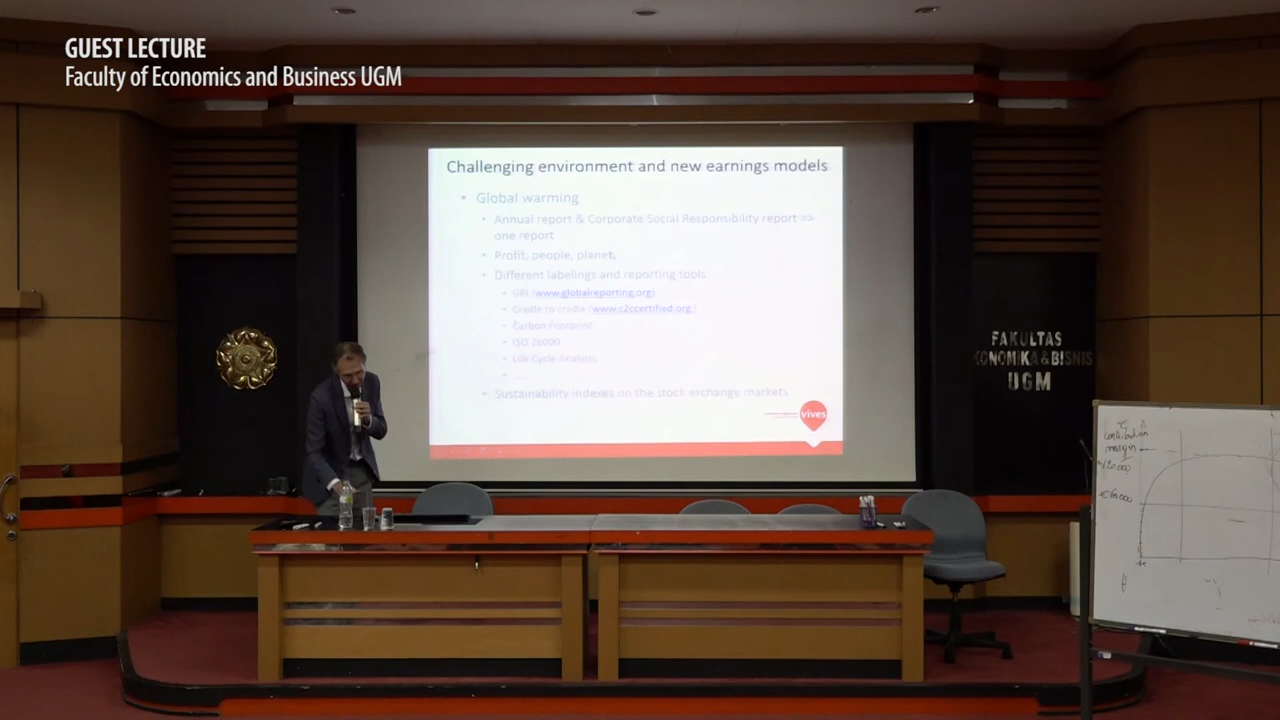 GUEST LECTURE
Faculty of Economics and Business UGM
Challenging environment and new earnings models
• Global warming
• Annual report & Corporate Social Responsibility report =>
one report
• Profit, people, planet,
• Different labelings and reporting tools
• GRI (www.globalreporting.org)
• Cradle to cradle (www.c2ccertified.org )
• Carbon Footprint
• ISO 26000
• Life Cycle Analysis
• ....
• Sustainability indexes on the stock exchange markets
vives
FAKULTAS
KONOMIKA & BISNIS
UGM
contribution
margin